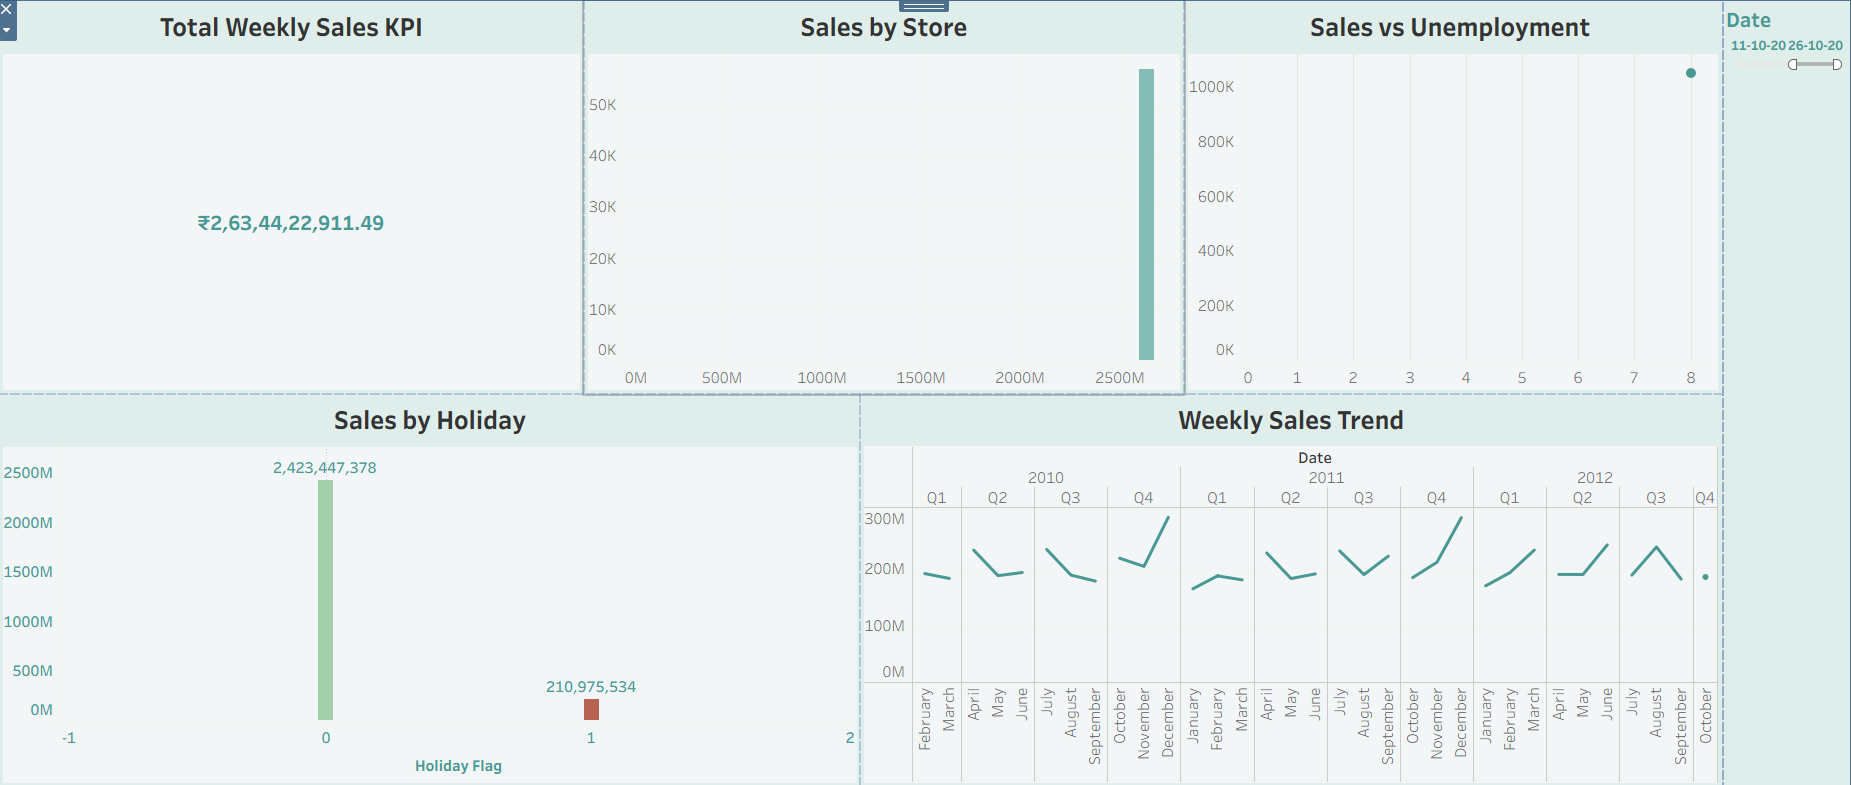 Total Weekly Sales KPI
₹2,63,44,22,911.49
Sales by Store
50K
40K
30K
20K
10K
0K
0M 500M 1000M 1500M 2000M 2500M
Sales vs Unemployment
1000K
800K
600K
400K
200K
0K
0 1 2 3 4 5 6 7 8
Date
11-10-20 26-10-20
Sales by Holiday
2500M
2000M
1500M
1000M
500M
0M
2,423,447,378
210,975,534
-1 0 1 2
Holiday Flag
Weekly Sales Trend
Date
2010 2011 2012
Q1 Q2 Q3 Q4 Q1 Q2 Q3 Q4 Q1 Q2 Q3 Q4
300M
200M
100M
0M
February
March
April
May
June
July
August
September
October
November
December
January
February
March
April
May
June
July
August
September
October
November
December
January
February
March
April
May
June
July
August
September
October